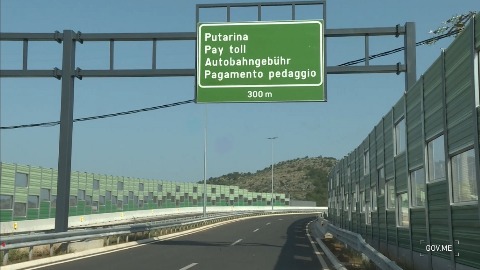 Putarina
Pay toll
Autobahngebühr
Pagamento pedaggio
300 m
GOV.ME